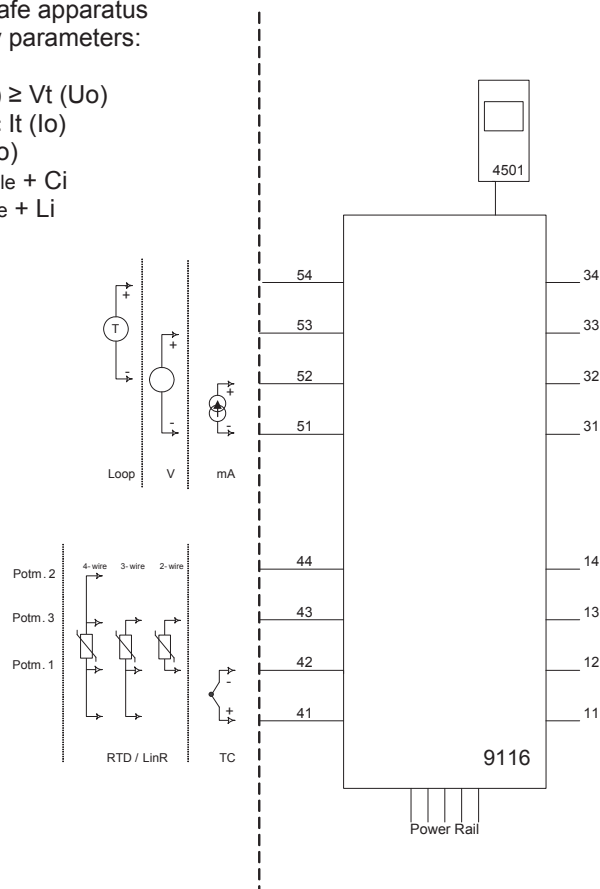 afe apparatus
parameters:
≥ Vt (Uo)
It (Io)
o)
le + Ci
e + Li
4501
54
34
53
33
52
32
51
31
T
+
-
+
-
+
-
Loop
V
mA
4- wire
3- wire
2- wire
Potm. 2
Potm. 3
Potm. 1
-
+
RTD / LinR
TC
44
14
43
13
42
12
41
11
9116
Power Rail